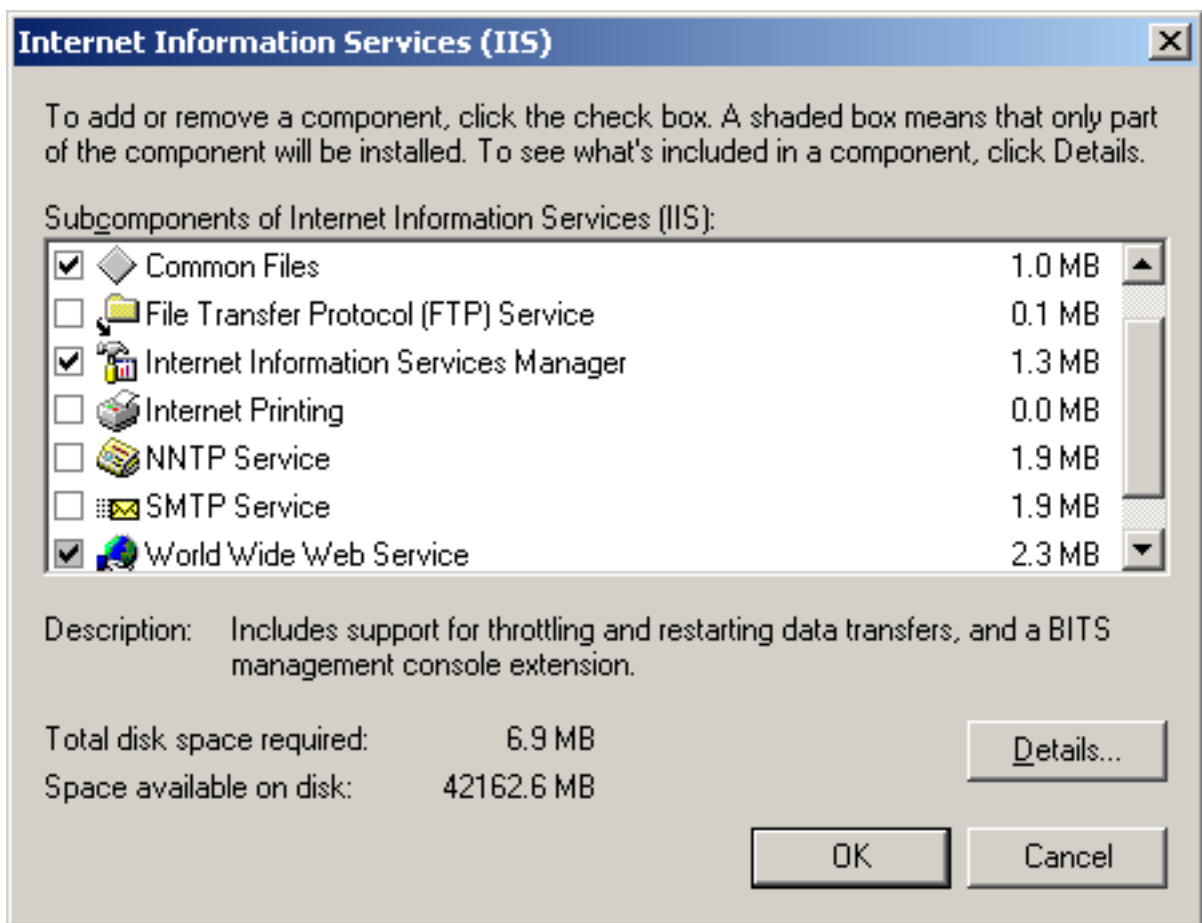 Internet Information Services (IIS)
To add or remove a component, click the check box. A shaded box means that only part
of the component will be installed. To see what's included in a component, click Details.
Subcomponents of Internet Information Services (IIS):
Common Files 1.0 MB
File Transfer Protocol (FTP) Service 0.1 MB
Internet Information Services Manager 1.3 MB
Internet Printing 0.0 MB
NNTP Service 1.9 MB
SMTP Service 1.9 MB
World Wide Web Service 2.3 MB
Description: Includes support for throttling and restarting data transfers, and a BITS
management console extension.
Total disk space required: 6.9 MB
Space available on disk: 42162.6 MB
Details...
OK Cancel